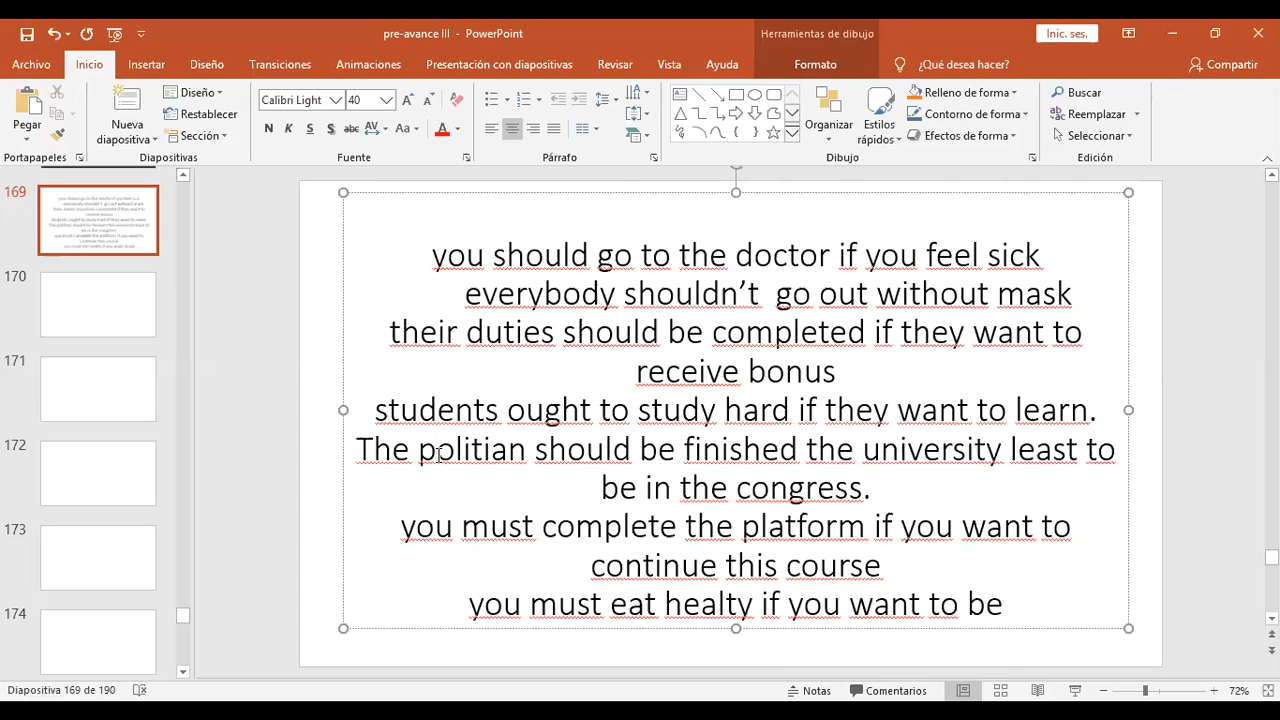 pre-avance III - PowerPoint
Herramientas de dibujo
Inic. ses.
Archivo Inicio Insertar Diseño Transiciones Animaciones Presentación con diapositivas Revisar Vista Ayuda Formato ¿Qué desea hacer? Compartir
Pegar
Portapapeles
Nueva
diapositiva
Diseño
Restablecer
Sección
Diapositivas
Calibri Light 40
N K S S abc AV Aa A
Fuente
Párrafo
Organizar
Estilos
rápidos
Relleno de forma
Contorno de forma
Efectos de forma
Dibujo
Buscar
Reemplazar
Seleccionar
Edición
169
170
171
172
173
174
you should go to the doctor if you feel sick
everybody shouldn’t go out without mask
their duties should be completed if they want to
receive bonus
students ought to study hard if they want to learn.
The politian should be finished the university least to
be in the congress.
you must complete the platform if you want to
continue this course
you must eat healty if you want to be
Diapositiva 169 de 190
Notas
Comentarios
72%